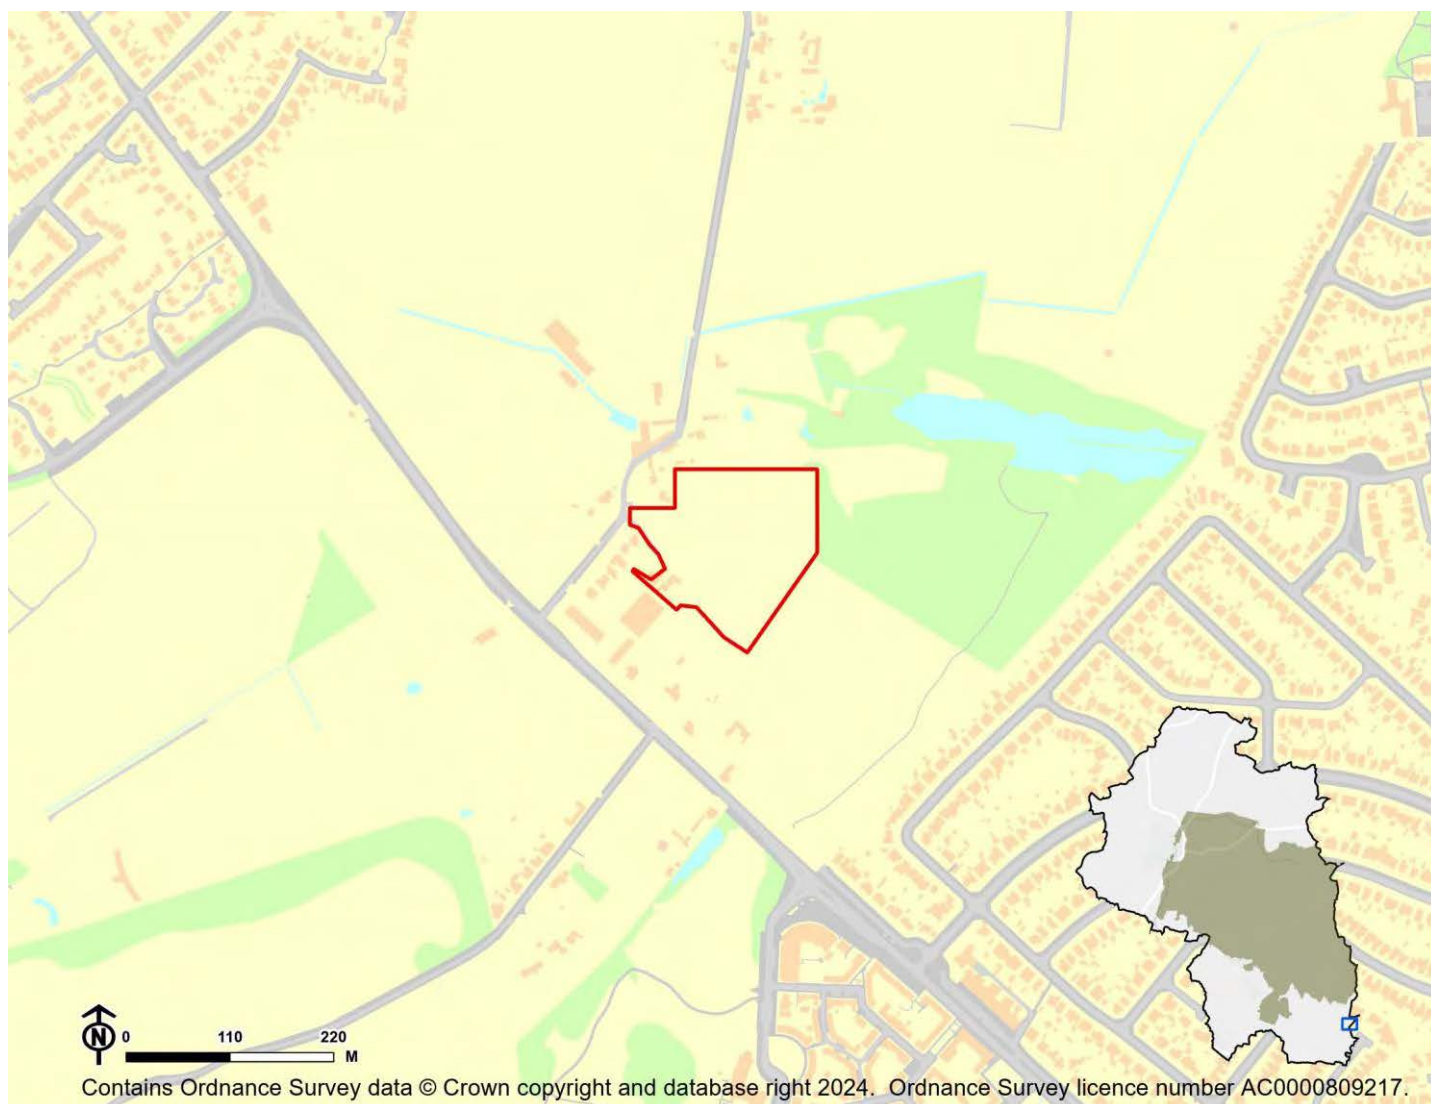 N
0 110 220
M
Contains Ordnance Survey data © Crown copyright and database right 2024. Ordnance Survey licence number AC0000809217.